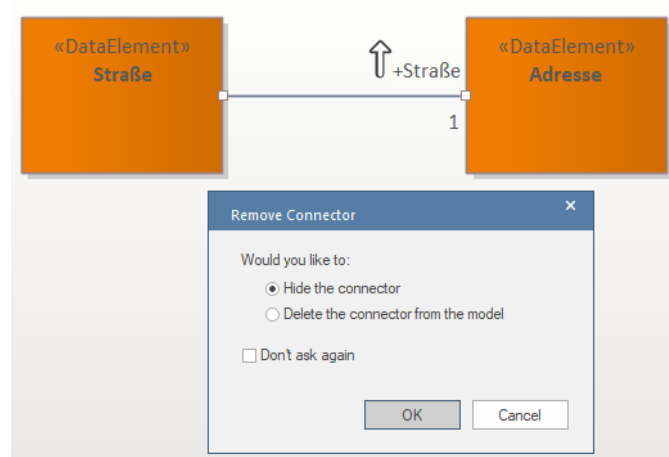 «DataElement»
Straße
+Straße
1
«DataElement»
Adresse
Remove Connector
Would you like to:
Hide the connector
Delete the connector from the model
Don't ask again
OK
Cancel